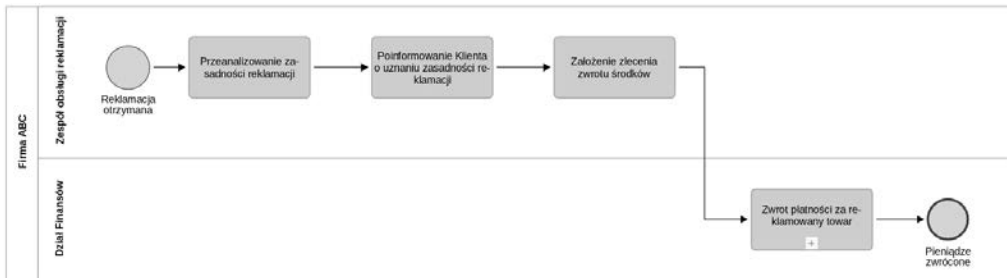 Firma ABC
Zespół obsługi reklamacji
Reklamacja
otrzymana
Przeanalizowanie za-
sadności reklamacji
Poinformowanie Klienta
o uznaniu zasadności re-
klamacji
Założenie zlecenia
zwrotu środków
Dział Finansów
Zwrot płatności za re-
klamowany towar
+
Pieniądze
zwrócone